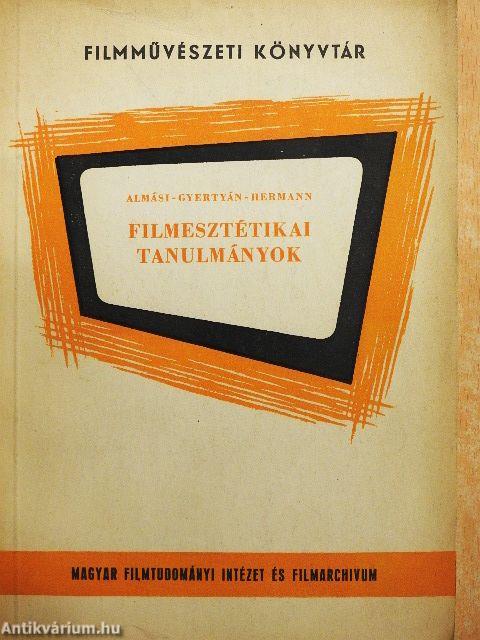 FILMMŰVÉSZETI KÖNYVTÁR
ALMÁSI - GYERTYÁN - HERMANN
FILMESZTÉTIKAI
TANULMÁNYOK
MAGYAR FILMTUDOMÁNYI INTÉZET ÉS FILMARCHIVUM
Antikvárium.hu